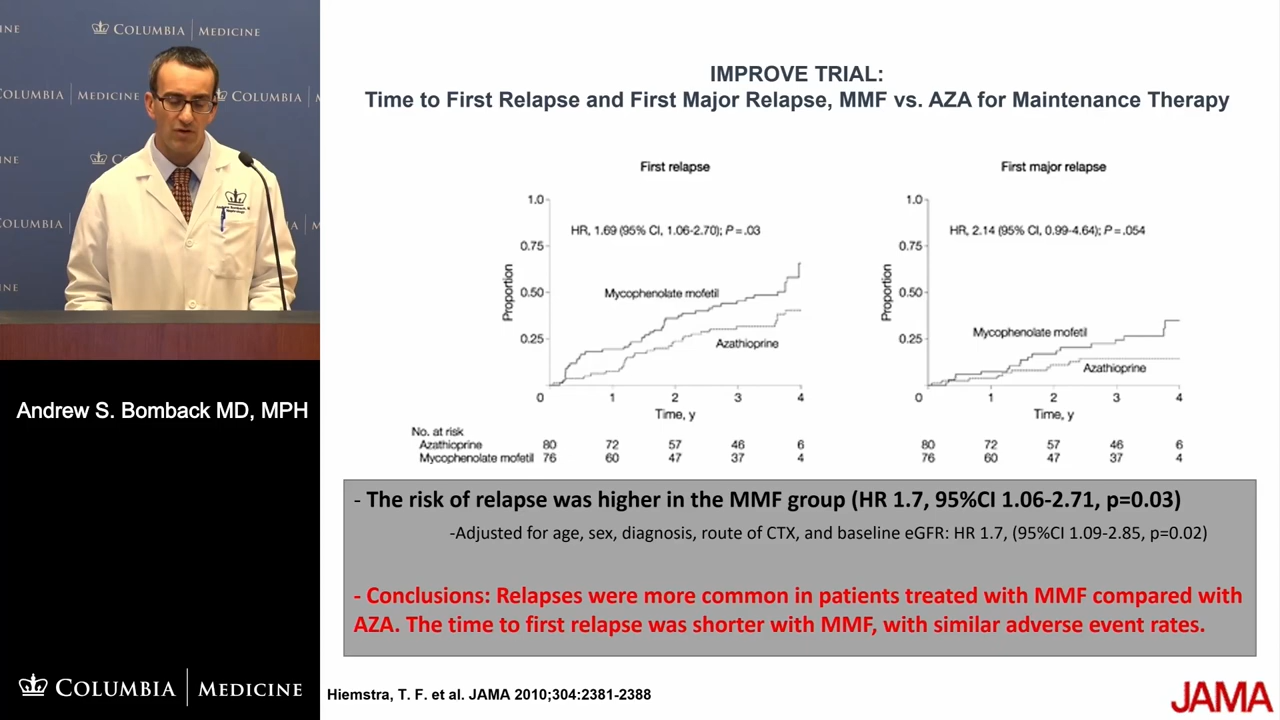 COLUMBIA MEDICINE
COLUMBIA MEDICINE
COLUMBIA
COLUMBIA
Andrew S. Bomback MD, MPH
COLUMBIA MEDICINE
IMPROVE TRIAL:
Time to First Relapse and First Major Relapse, MMF vs. AZA for Maintenance Therapy
First relapse
1.0
HR, 1.69 (95% CI, 1.06-2.70); P=.03
0.75
Proportion
0.50
Mycophenolate mofetil
0.25
Azathioprine
0 1 2 3 4
Time, y
No. at risk
Azathioprine 80 72 57 46 6
Mycophenolate mofetil 76 60 47 37 4
First major relapse
1.0
HR, 2.14 (95% CI, 0.99-4.64); P=.054
0.75
Proportion
0.50
Mycophenolate mofetil
0.25
Azathioprine
0 1 2 3 4
Time, y
80 72 57 46 6
76 60 47 37 4
- The risk of relapse was higher in the MMF group (HR 1.7, 95%CI 1.06-2.71, p=0.03)
-Adjusted for age, sex, diagnosis, route of CTX, and baseline eGFR: HR 1.7, (95%CI 1.09-2.85, p=0.02)
- Conclusions: Relapses were more common in patients treated with MMF compared with
AZA. The time to first relapse was shorter with MMF, with similar adverse event rates.
Hiemstra, T. F. et al. JAMA 2010;304:2381-2388
JAMA